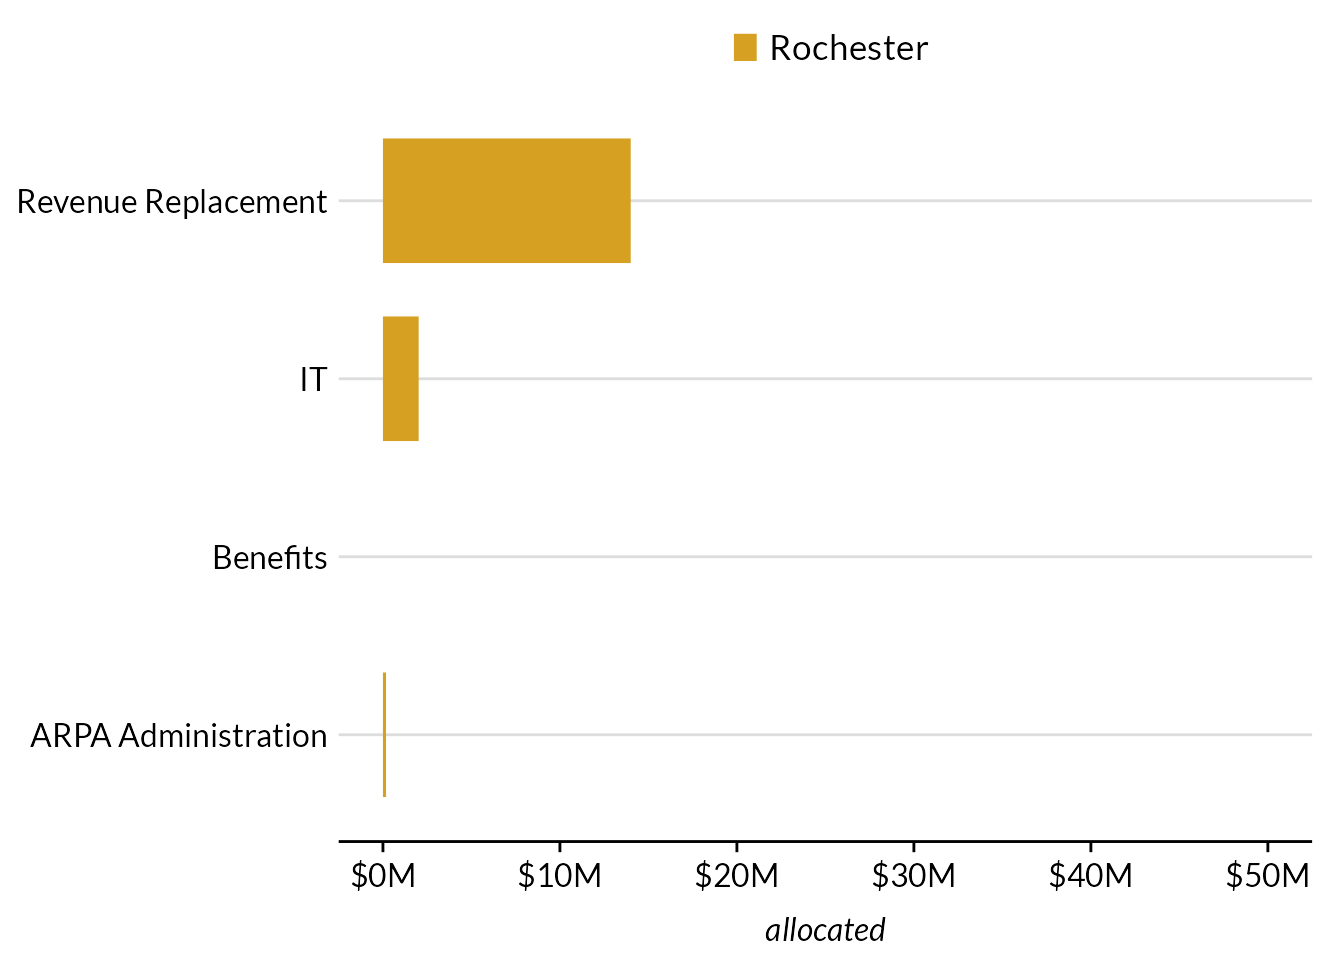 Rochester
Revenue Replacement
IT
Benefits
ARPA Administration
$0M $10M $20M $30M $40M $50M
allocated